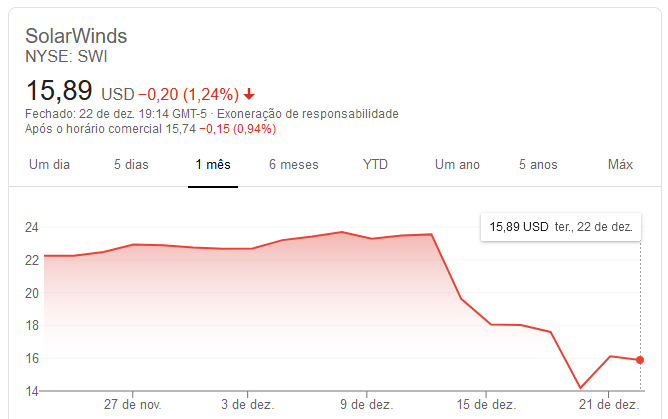 SolarWinds
NYSE: SWI
15,89 USD −0,20 (1,24%)
Fechado: 22 de dez. 19:14 GMT-5 · Exoneração de responsabilidade
Após o horário comercial 15,74 −0,15 (0,94%)
Um dia 5 dias 1 mês 6 meses YTD Um ano 5 anos Máx
15,89 USD ter., 22 de dez.
24
22
20
18
16
14
27 de nov. 3 de dez. 9 de dez. 15 de dez. 21 de dez.